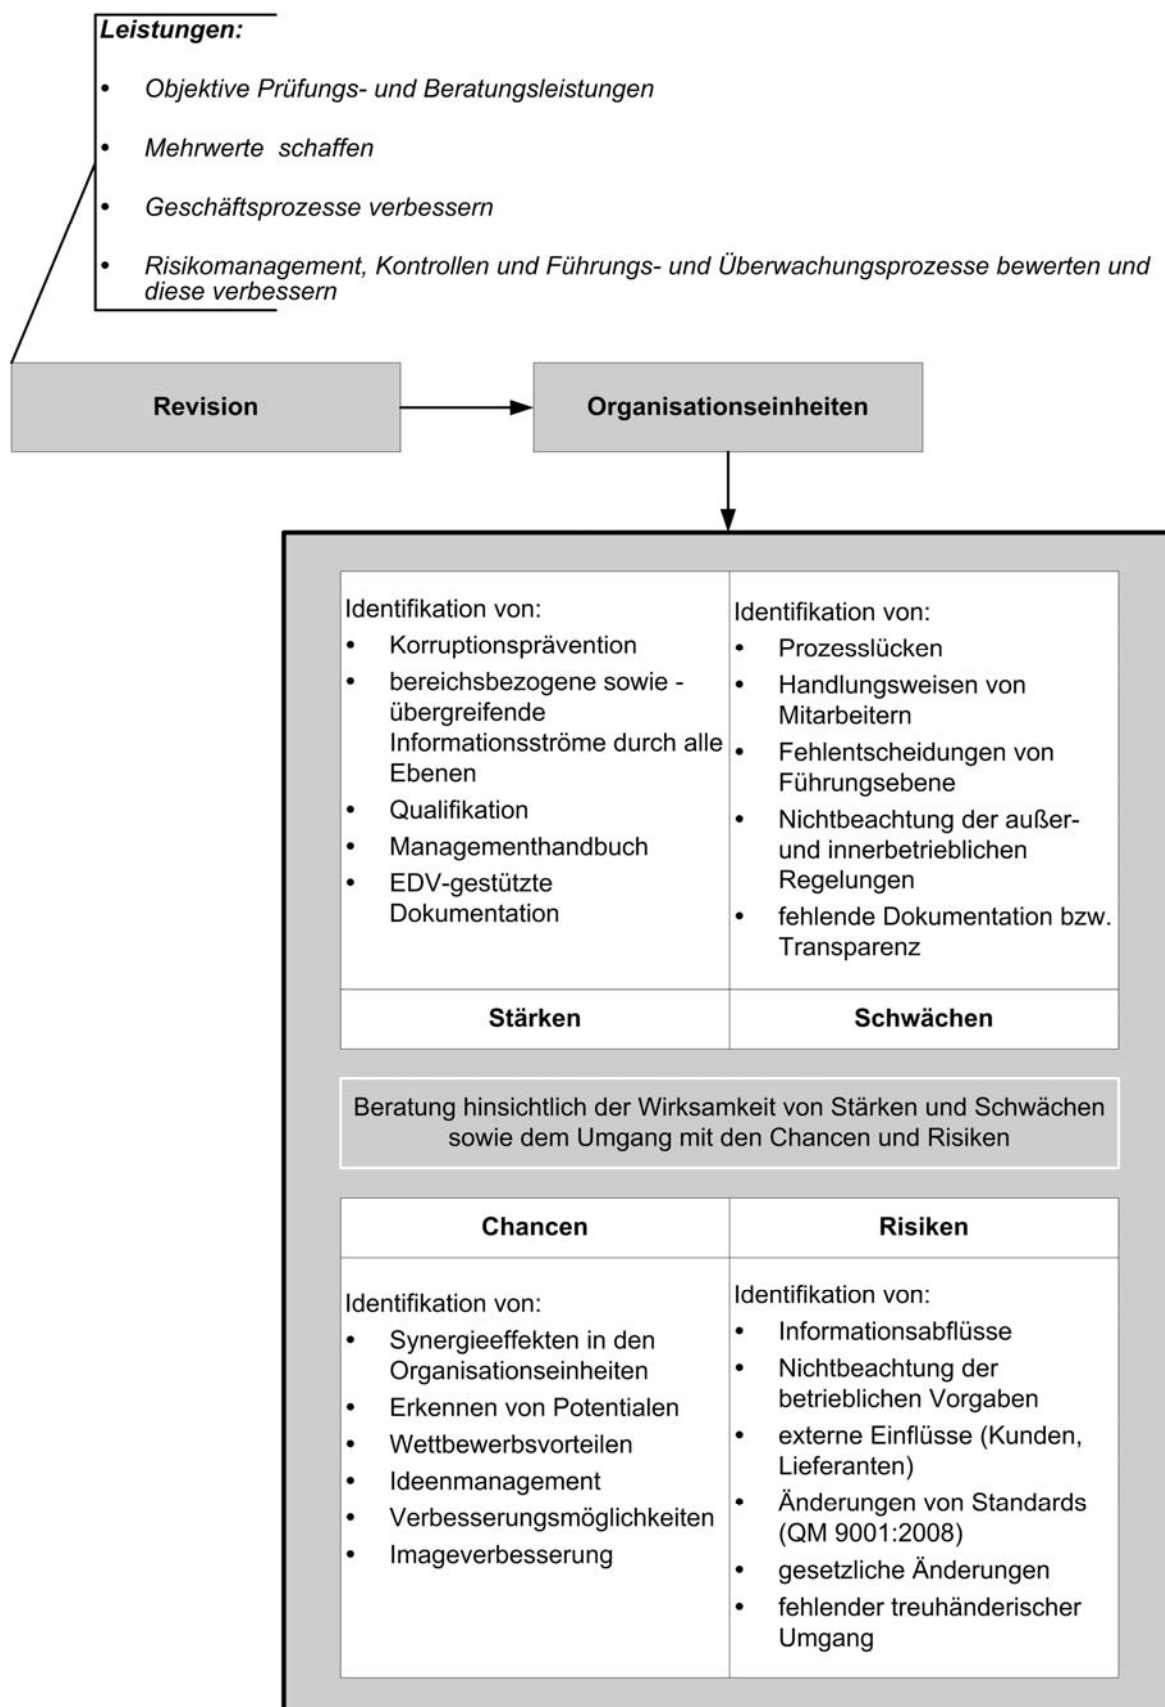 Leistungen:
• Objektive Prüfungs- und Beratungsleistungen
• Mehrwerte schaffen
• Geschäftsprozesse verbessern
• Risikomanagement, Kontrollen und Führungs- und Überwachungsprozesse bewerten und
diese verbessern
Revision
Organisationseinheiten
Identifikation von:
• Korruptionsprävention
• bereichsbezogene sowie -
übergreifende
Informationsströme durch alle
Ebenen
• Qualifikation
• Managementhandbuch
• EDV-gestützte
Dokumentation
Stärken
Identifikation von:
• Prozesslücken
• Handlungsweisen von
Mitarbeitern
• Fehlentscheidungen von
Führungsebene
• Nichtbeachtung der außer-
und innerbetrieblichen
Regelungen
• fehlende Dokumentation bzw.
Transparenz
Schwächen
Beratung hinsichtlich der Wirksamkeit von Stärken und Schwächen
sowie dem Umgang mit den Chancen und Risiken
Chancen
Identifikation von:
• Synergieeffekten in den
Organisationseinheiten
• Erkennen von Potentialen
• Wettbewerbsvorteilen
• Ideenmanagement
• Verbesserungsmöglichkeiten
• Imageverbesserung
Risiken
Identifikation von:
• Informationsabflüsse
• Nichtbeachtung der
betrieblichen Vorgaben
• externe Einflüsse (Kunden,
Lieferanten)
• Änderungen von Standards
(QM 9001:2008)
• gesetzliche Änderungen
• fehlender treuhänderischer
Umgang